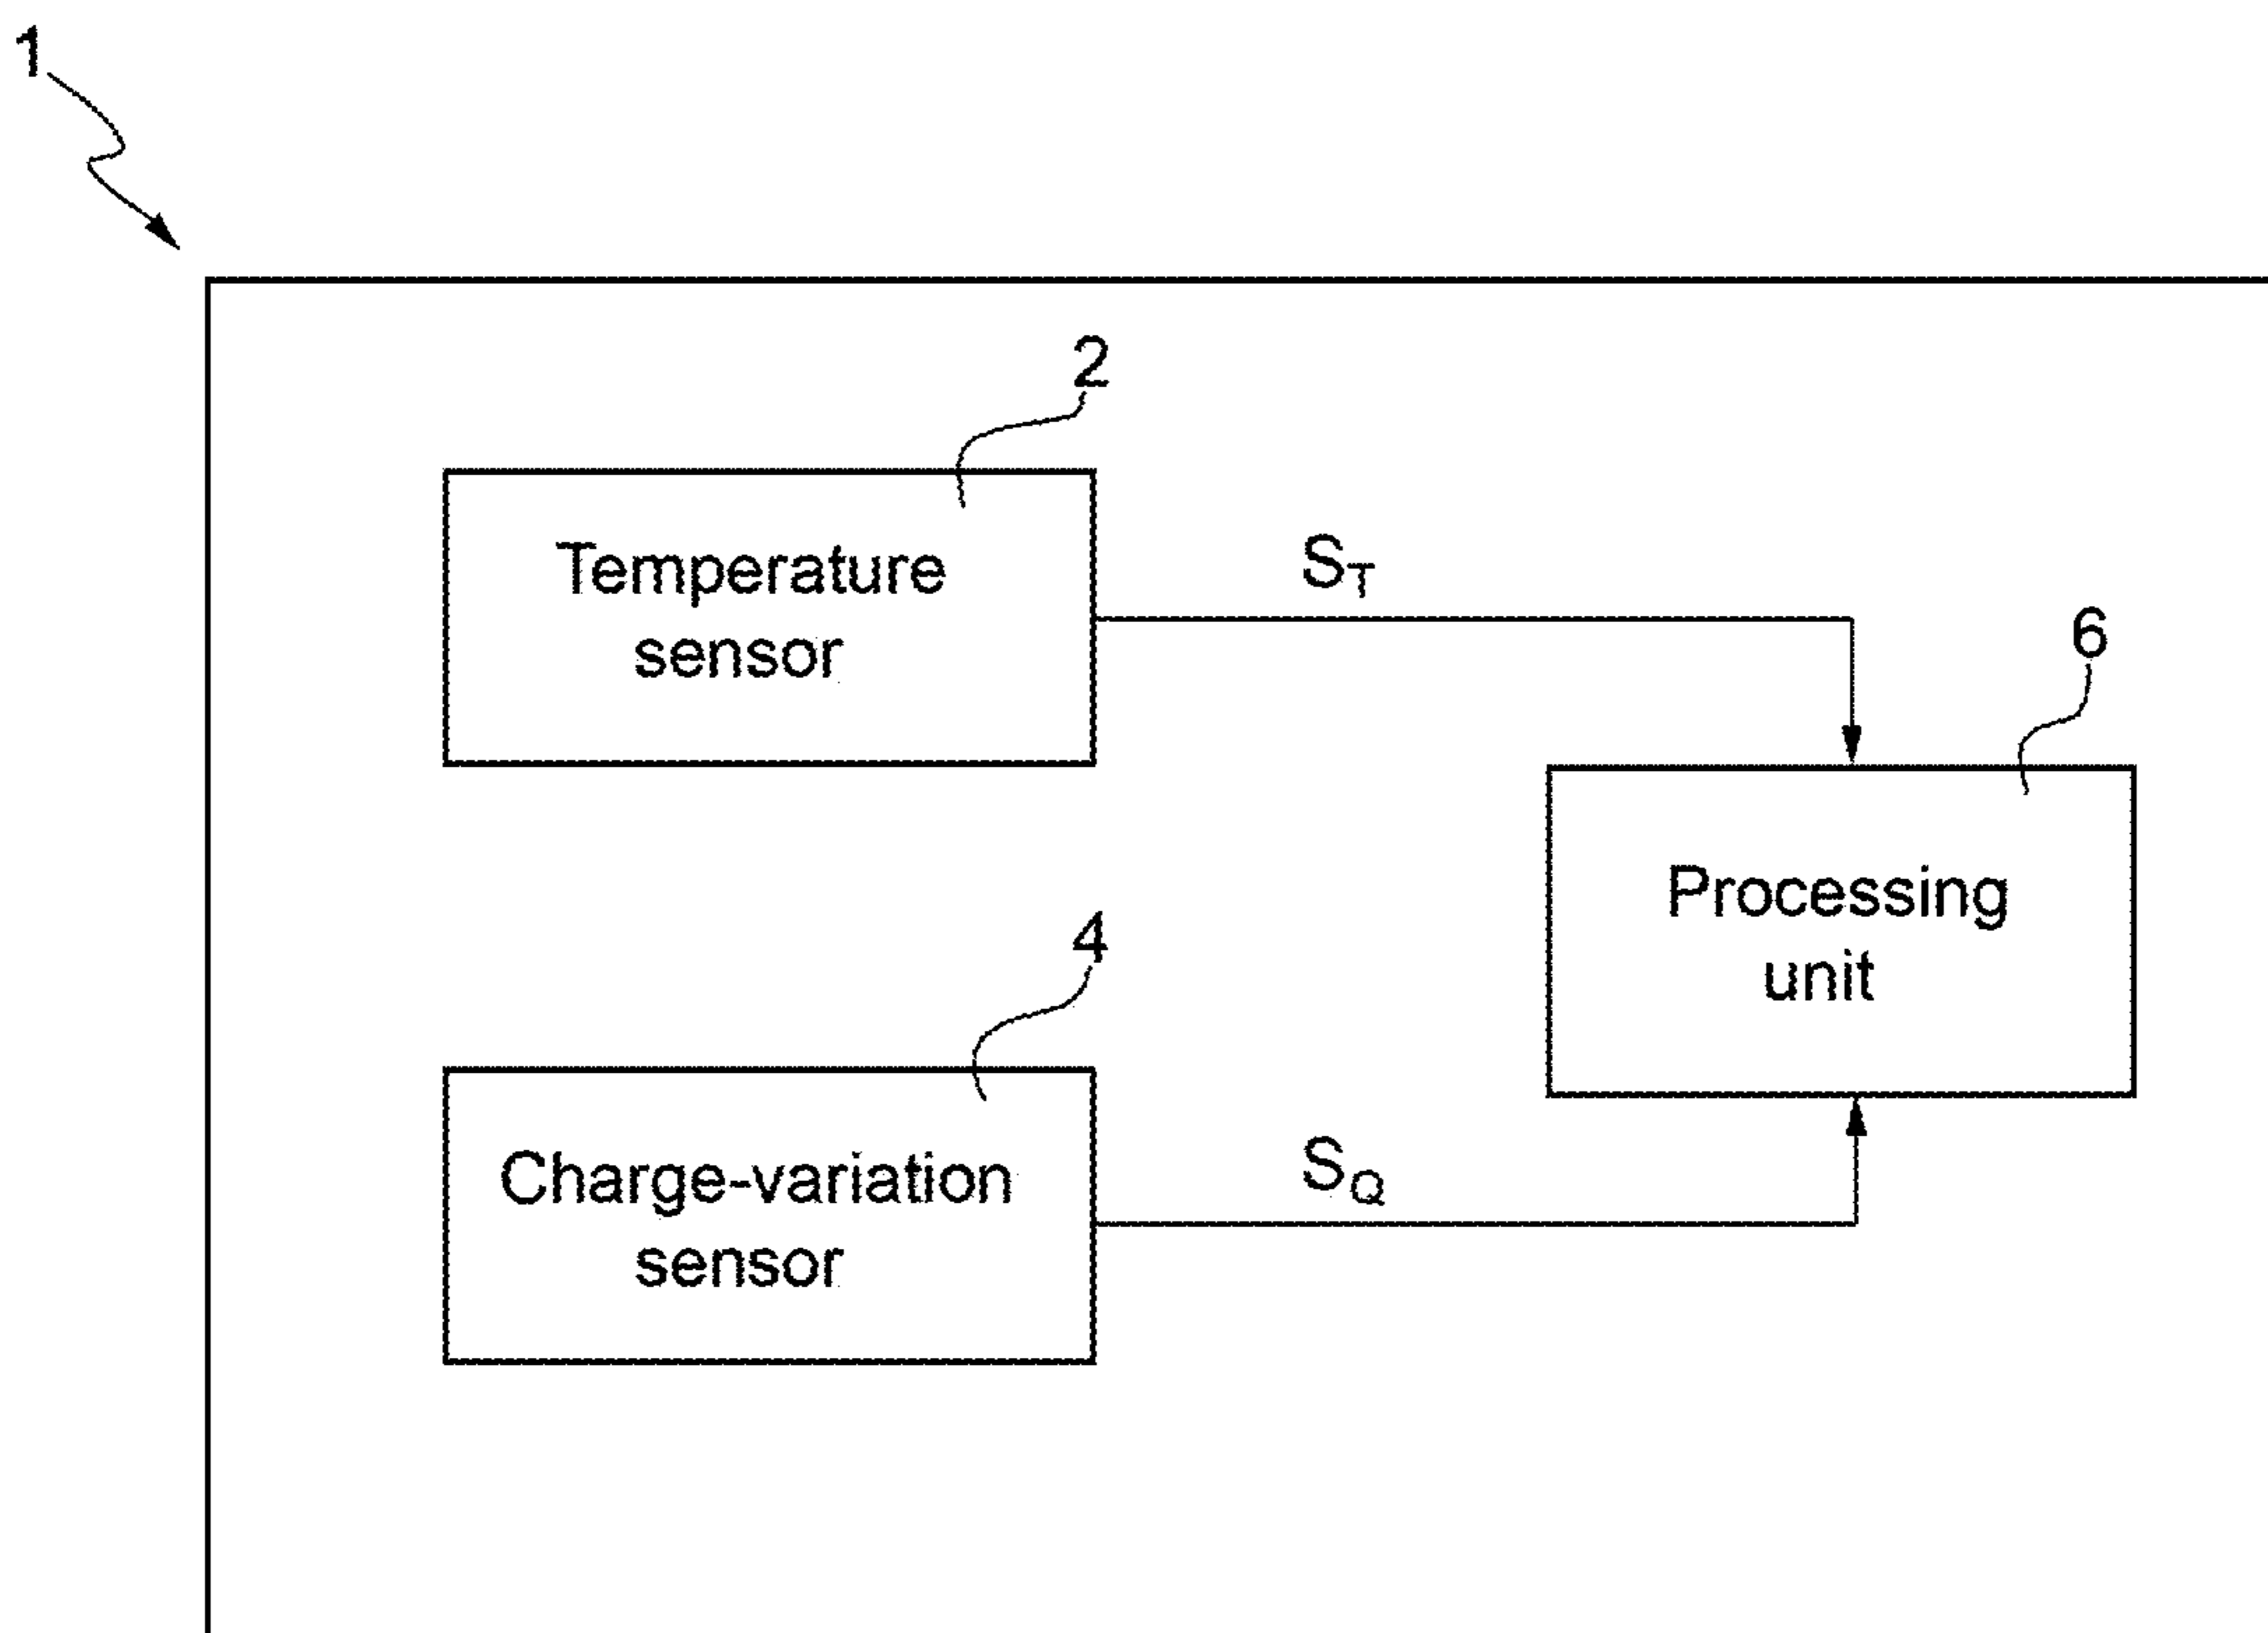 1
2
Temperature
sensor
S_T
6
Processing
unit
4
Charge-variation
sensor
S_Q